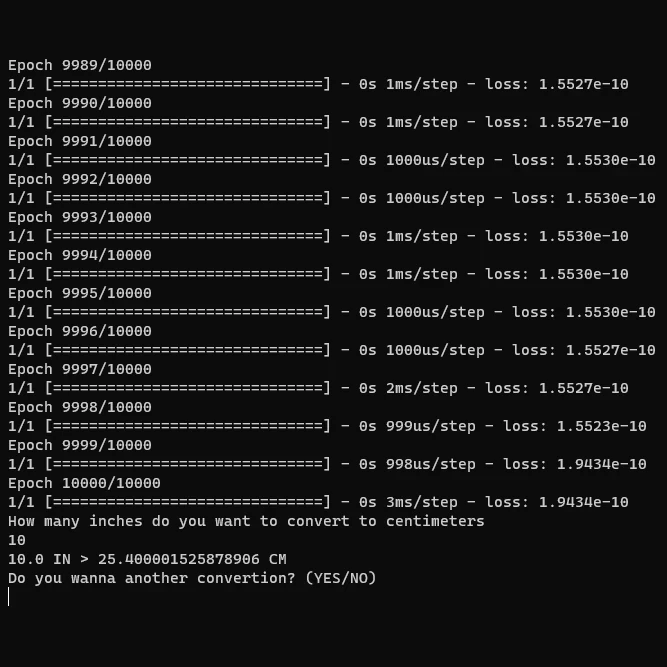 Epoch 9989/10000
1/1 [==============================] - 0s 1ms/step - loss: 1.5527e-10
Epoch 9990/10000
1/1 [==============================] - 0s 1ms/step - loss: 1.5527e-10
Epoch 9991/10000
1/1 [==============================] - 0s 1000us/step - loss: 1.5530e-10
Epoch 9992/10000
1/1 [==============================] - 0s 1000us/step - loss: 1.5530e-10
Epoch 9993/10000
1/1 [==============================] - 0s 1ms/step - loss: 1.5530e-10
Epoch 9994/10000
1/1 [==============================] - 0s 1ms/step - loss: 1.5530e-10
Epoch 9995/10000
1/1 [==============================] - 0s 1000us/step - loss: 1.5530e-10
Epoch 9996/10000
1/1 [==============================] - 0s 1000us/step - loss: 1.5527e-10
Epoch 9997/10000
1/1 [==============================] - 0s 2ms/step - loss: 1.5527e-10
Epoch 9998/10000
1/1 [==============================] - 0s 999us/step - loss: 1.5523e-10
Epoch 9999/10000
1/1 [==============================] - 0s 998us/step - loss: 1.9434e-10
Epoch 10000/10000
1/1 [==============================] - 0s 3ms/step - loss: 1.9434e-10
How many inches do you want to convert to centimeters
10
10.0 IN > 25.400001525878906 CM
Do you wanna another convertion? (YES/NO)